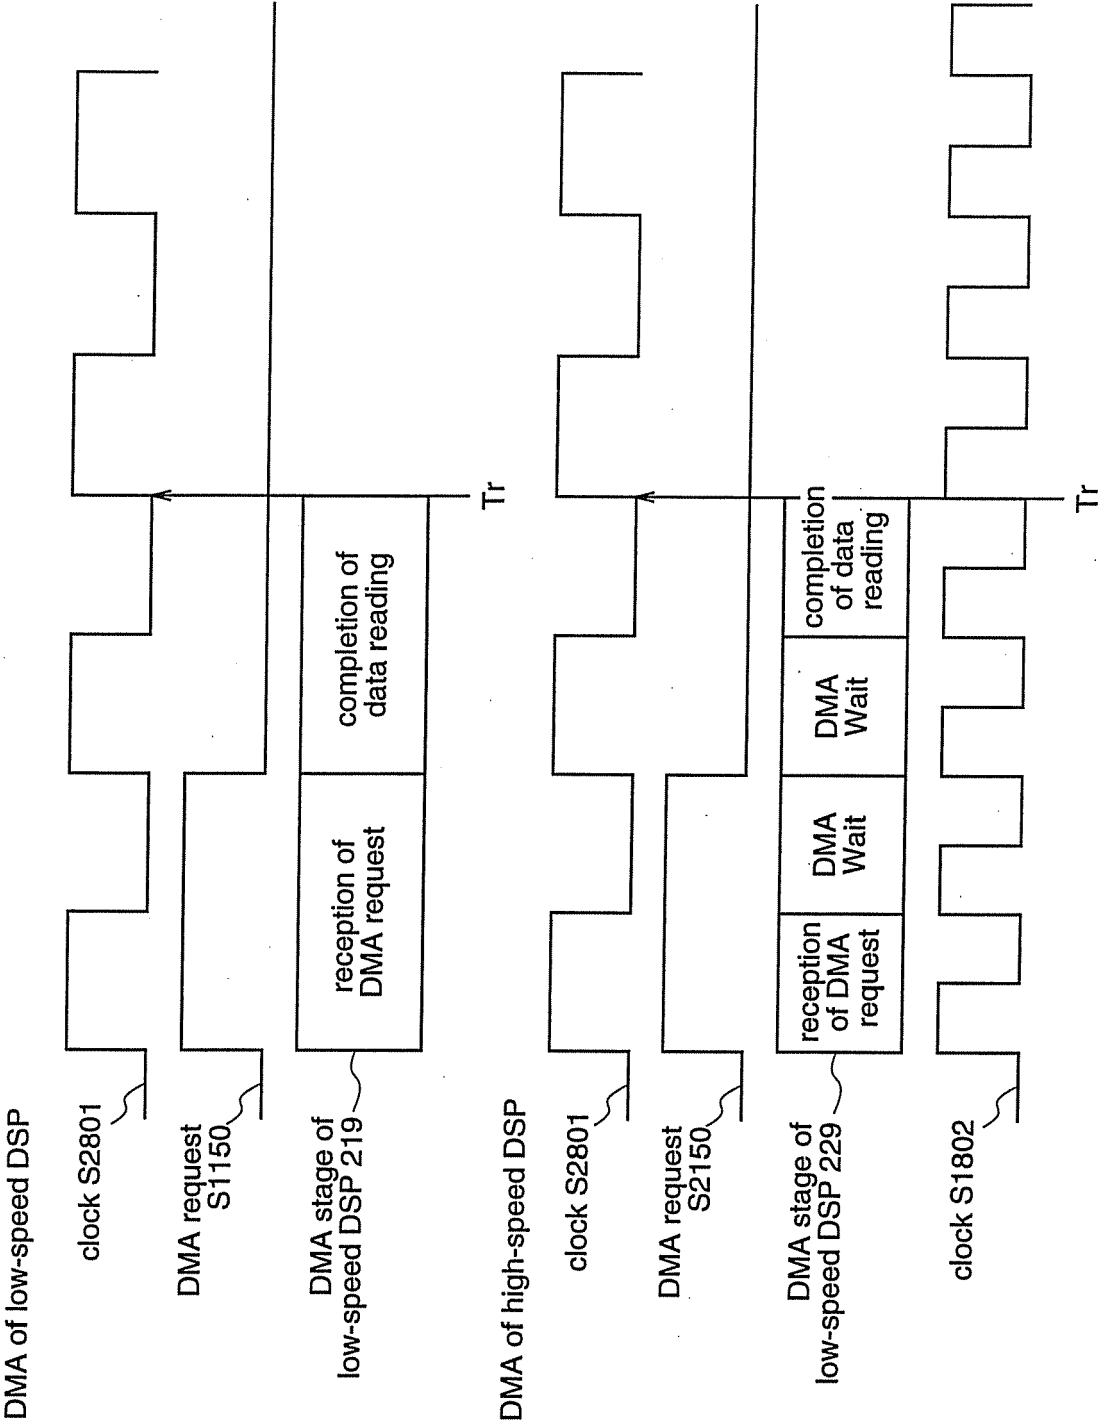 DMA of low-speed DSP
clock S2801
DMA request
S1150
DMA stage of
low-speed DSP 219
reception of
DMA request
completion of
data reading
Tr
DMA of high-speed DSP
clock S2801
DMA request
S2150
DMA stage of
low-speed DSP 229
reception
of DMA
request
DMA
Wait
DMA
Wait
completion
of data
reading
clock S1802
Tr